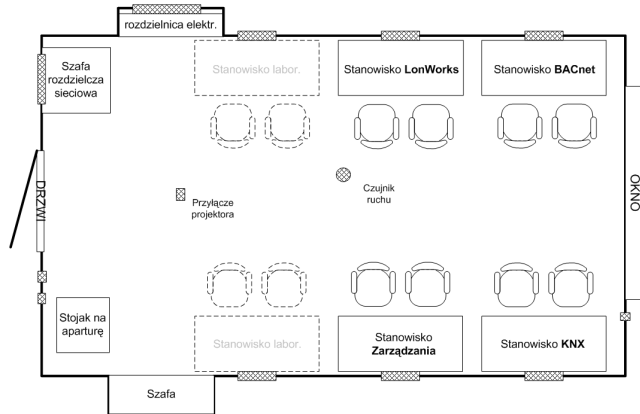 rozdzielnica elektr.
Szafa
rozdzielcza
sieciowa
Stanowisko labor.
Stanowisko LonWorks
Stanowisko BACnet
DRZWI
Przyłącze
projektora
Czujnik
ruchu
OKNO
Stojak na
aparturę
Stanowisko labor.
Stanowisko
Zarządzania
Stanowisko KNX
Szafa